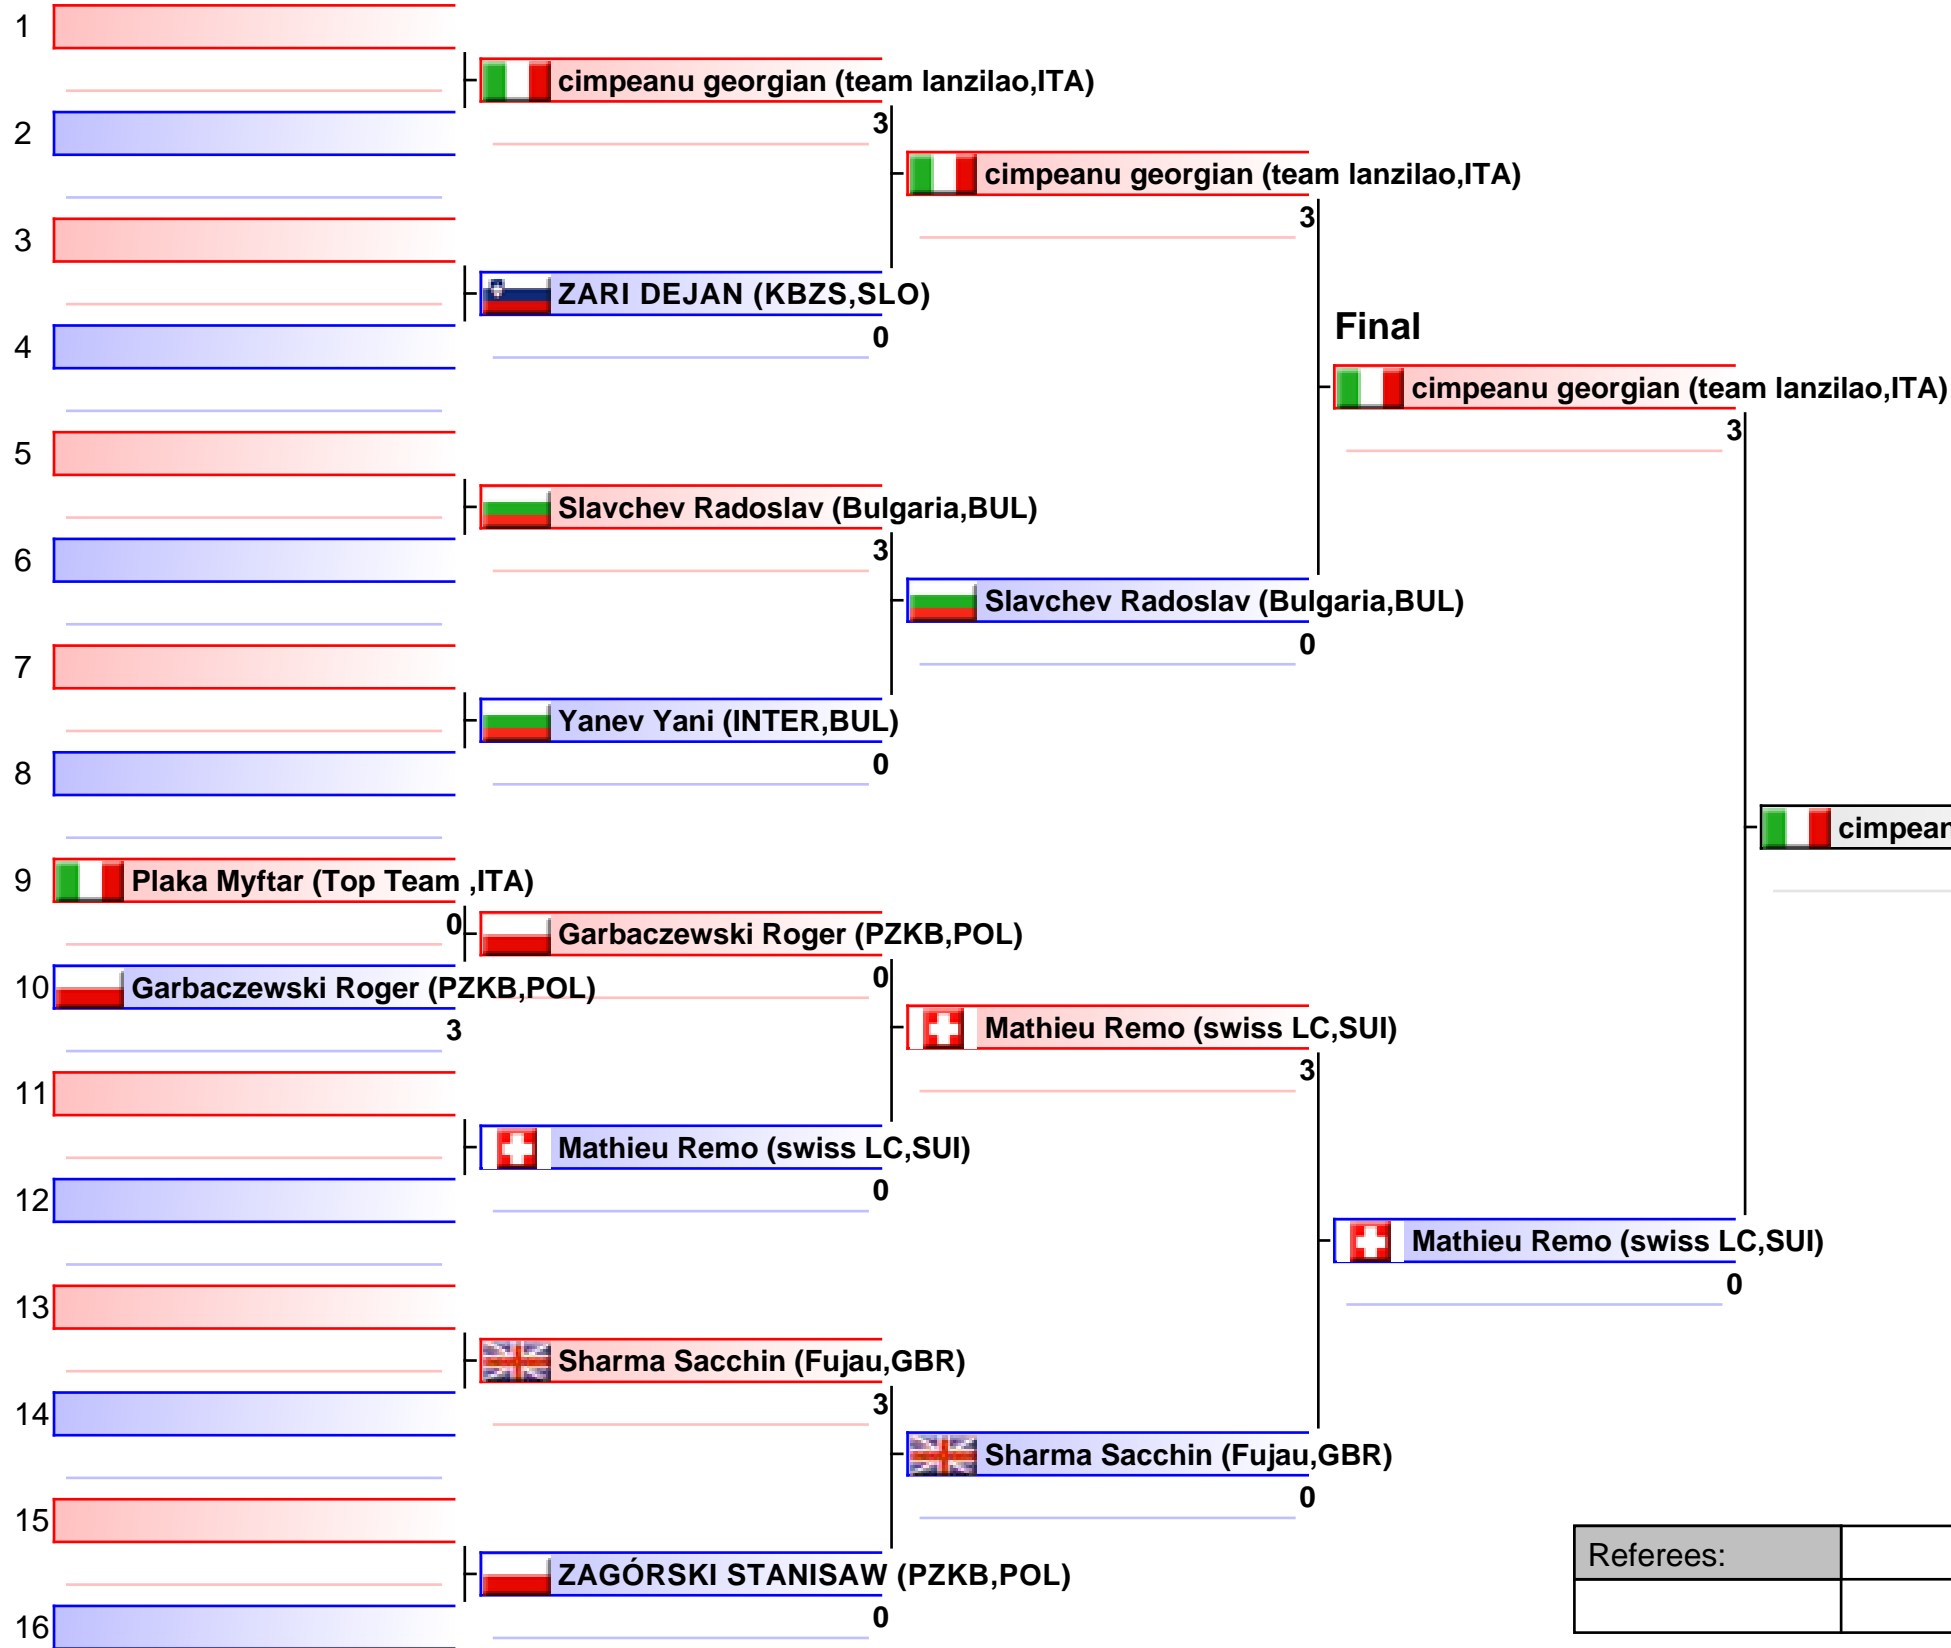 1
cimpeanu georgian (team lanzilao,ITA)
3
2
cimpeanu georgian (team lanzilao,ITA)
3
3
ZARI DEJAN (KBZS,SLO)
0
Final
4
cimpeanu georgian (team lanzilao,ITA)
3
5
Slavchev Radoslav (Bulgaria,BUL)
3
6
Slavchev Radoslav (Bulgaria,BUL)
0
7
Yanev Yani (INTER,BUL)
0
8
cimpean
9 Plaka Myftar (Top Team ,ITA)
0
Garbaczewski Roger (PZKB,POL)
0
10 Garbaczewski Roger (PZKB,POL)
3
Mathieu Remo (swiss LC,SUI)
3
11
Mathieu Remo (swiss LC,SUI)
0
12
Mathieu Remo (swiss LC,SUI)
0
13
Sharma Sacchin (Fujau,GBR)
3
14
Sharma Sacchin (Fujau,GBR)
0
15
Referees:
ZAGÓRSKI STANISAW (PZKB,POL)
0
16